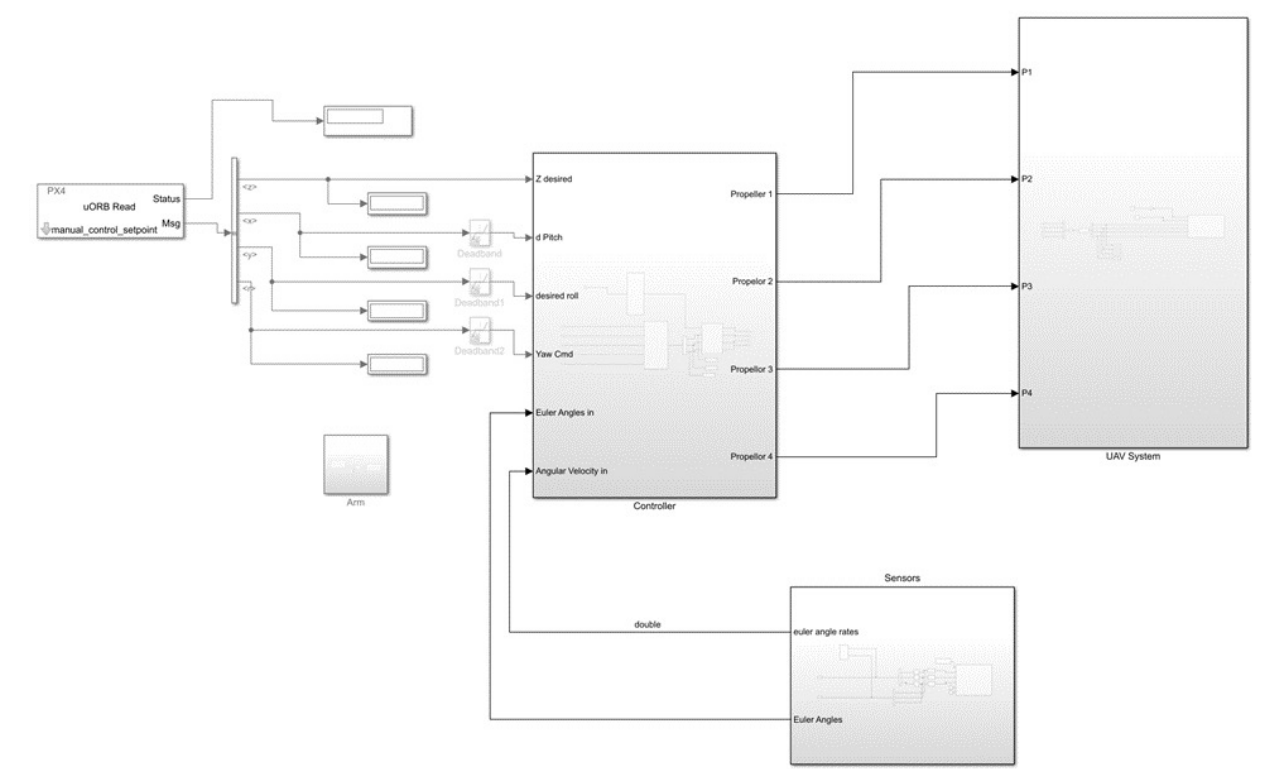 PX4
uORB Read
manual_control_setpoint
Status
Msg
<z>
<x>
<y>
<r>
Deadband
Deadband1
Deadband2
Arm
Z desired
d Pitch
desired roll
Yaw Cmd
Euler Angles in
Angular Velocity in
Propeller 1
Propelor 2
Propellor 3
Propellor 4
Controller
P1
P2
P3
P4
UAV System
Sensors
double
euler angle rates
Euler Angles